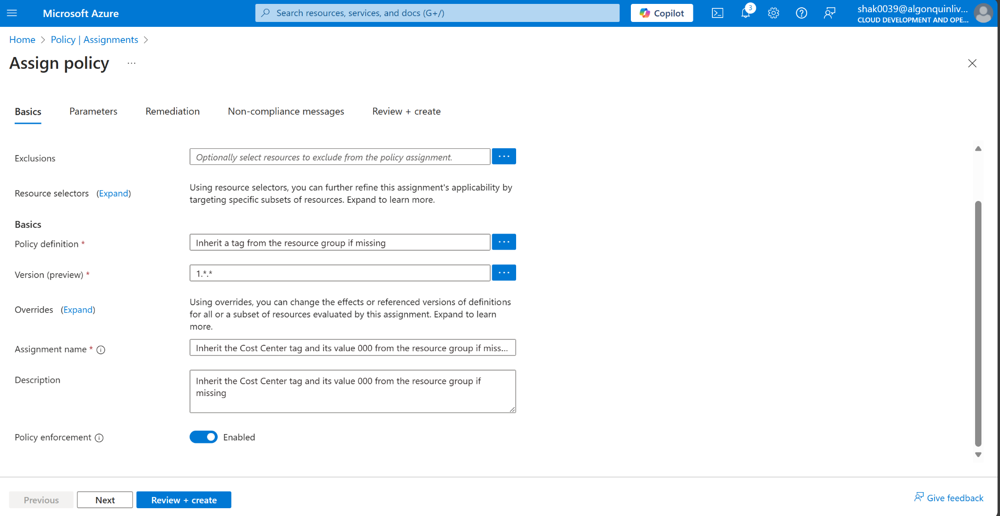 Microsoft Azure
Search resources, services, and docs (G+/)
Copilot
3
shak0039@algonquinliv...
CLOUD DEVELOPMENT AND OPE...
Home > Policy | Assignments >
Assign policy ...
Basics
Parameters
Remediation
Non-compliance messages
Review + create
Exclusions
Optionally select resources to exclude from the policy assignment.
...
Resource selectors (Expand)
Using resource selectors, you can further refine this assignment's applicability by
targeting specific subsets of resources. Expand to learn more.
Basics
Policy definition *
Inherit a tag from the resource group if missing
...
Version (preview) *
1.*.*
...
Overrides (Expand)
Using overrides, you can change the effects or referenced versions of definitions
for all or a subset of resources evaluated by this assignment. Expand to learn
more.
Assignment name *
Inherit the Cost Center tag and its value 000 from the resource group if miss...
Description
Inherit the Cost Center tag and its value 000 from the resource group if
missing
Policy enforcement
Enabled
Previous
Next
Review + create
Give feedback